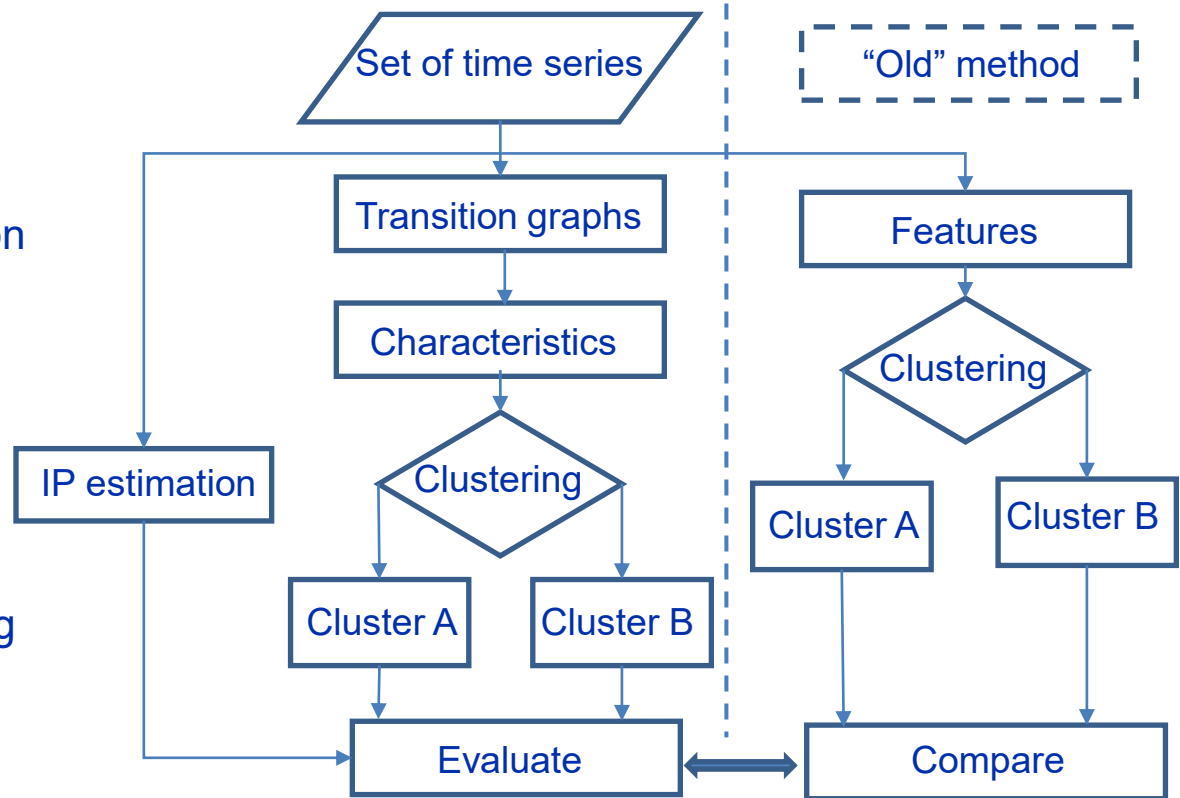 Set of time series
“Old” method
Transition graphs
Features
on
Characteristics
Clustering
IP estimation
Clustering
Cluster A
Cluster B
Cluster A
Cluster B
g
Evaluate
Compare